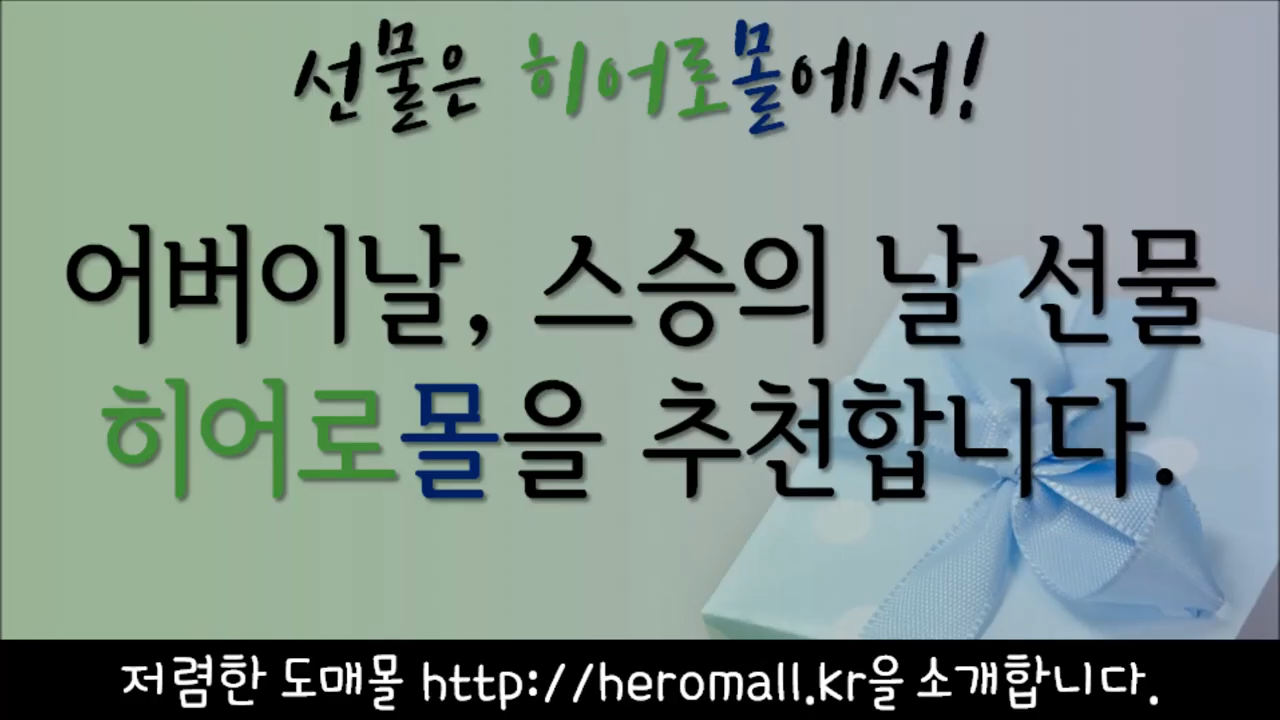 선물은 히어로몰에서!
어버이날, 스승의 날 선물
히어로몰을 추천합니다.
저렴한 도매몰 http://heromall.kr을 소개합니다.